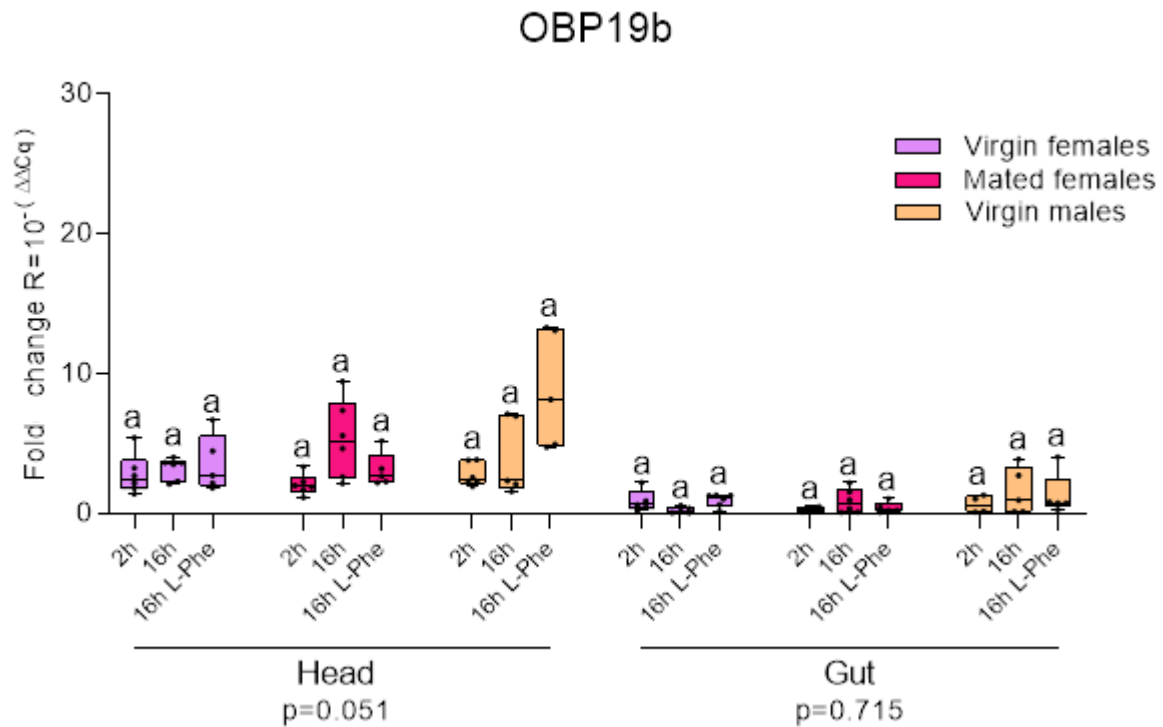 OBP19b
30
20
10
0
Fold change R=10-(ΔΔCq)
Virgin females
Mated females
Virgin males
a a a a a a a a a a a a a a a a a a
2h 16h 16h L-Phe 2h 16h 16h L-Phe 2h 16h 16h L-Phe 2h 16h 16h L-Phe 2h 16h 16h L-Phe 2h 16h 16h L-Phe
Head Gut
p=0.051 p=0.715